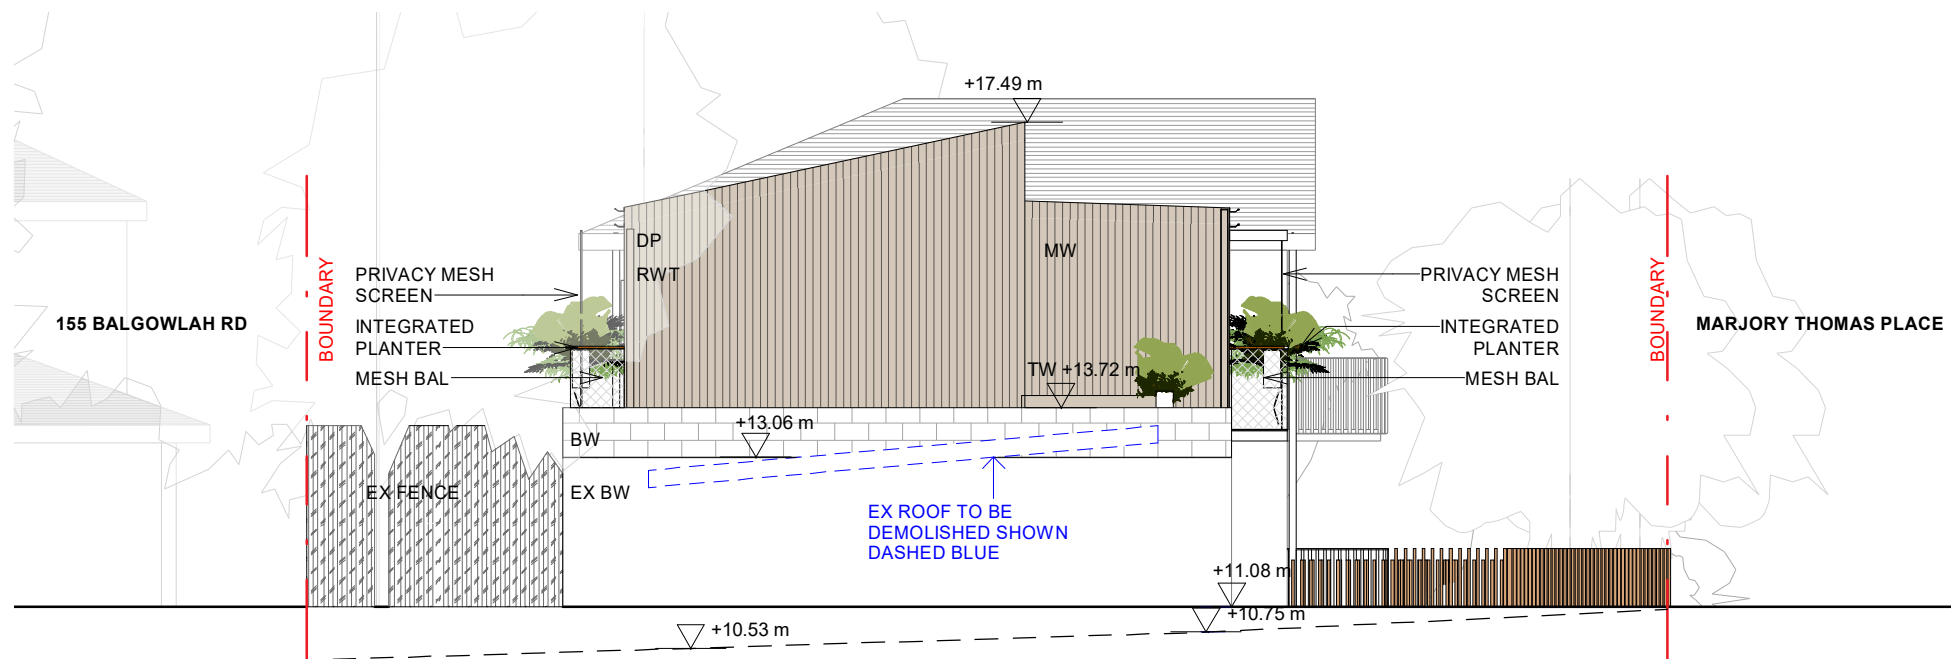 +17.49 m
DP
RWT
MW
PRIVACY MESH
SCREEN
INTEGRATED
PLANTER
MESH BAL
BOUNDARY
155 BALGOWLAH RD
PRIVACY MESH
SCREEN
INTEGRATED
PLANTER
MESH BAL
BOUNDARY
MARJORY THOMAS PLACE
TW +13.72 m
+13.06 m
BW
EX FENCE
EX BW
EX ROOF TO BE
DEMOLISHED SHOWN
DASHED BLUE
+11.08 m
+10.75 m
+10.53 m